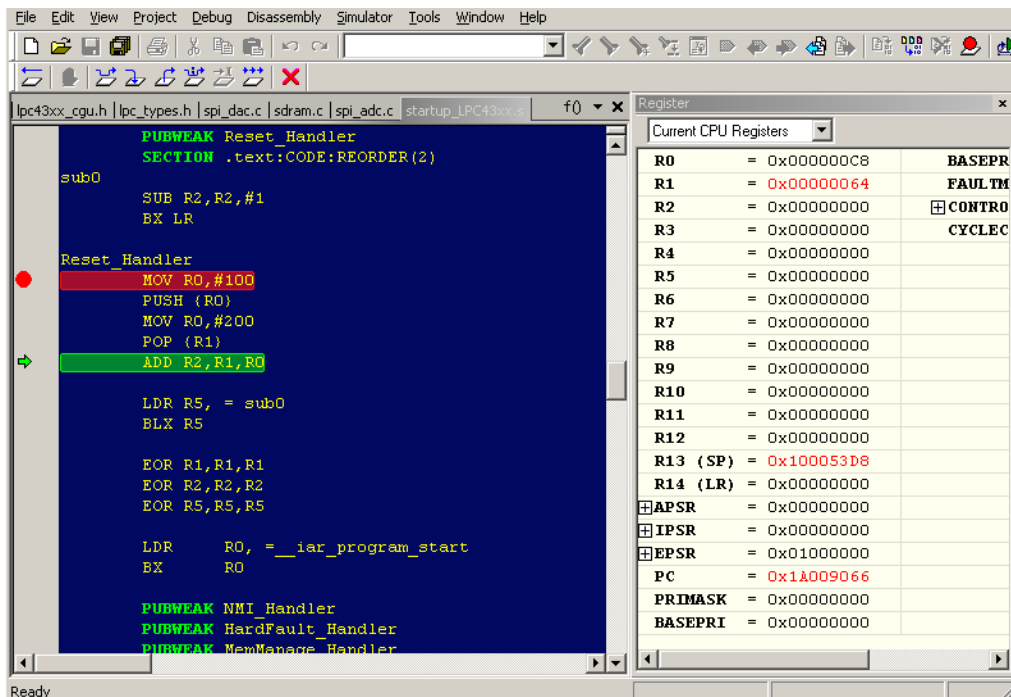 File Edit View Project Debug Disassembly Simulator Tools Window Help
lpc43xx_cgu.h | lpc_types.h | spi_dac.c | sdram.c | spi_adc.c | startup_LPC43xx.s f()
PUBWEAK Reset_Handler
SECTION .text:CODE:REORDER(2)
sub0
SUB R2,R2,#1
BX LR
Reset_Handler
MOV R0,#100
PUSH {R0}
MOV R0,#200
POP {R1}
ADD R2,R1,R0
LDR R5, = sub0
BLX R5
EOR R1,R1,R1
EOR R2,R2,R2
EOR R5,R5,R5
LDR R0, =__iar_program_start
BX R0
PUBWEAK NMI_Handler
PUBWEAK HardFault_Handler
PUBWEAK MemManage_Handler
Register
Current CPU Registers
R0 = 0x000000C8 BASEPR
R1 = 0x00000064 FAULTM
R2 = 0x00000000 CONTRO
R3 = 0x00000000 CYCLEC
R4 = 0x00000000
R5 = 0x00000000
R6 = 0x00000000
R7 = 0x00000000
R8 = 0x00000000
R9 = 0x00000000
R10 = 0x00000000
R11 = 0x00000000
R12 = 0x00000000
R13 (SP) = 0x100053D8
R14 (LR) = 0x00000000
APSR = 0x00000000
IPSR = 0x00000000
EPSR = 0x01000000
PC = 0x1A009066
PRIMASK = 0x00000000
BASEPRI = 0x00000000
Ready